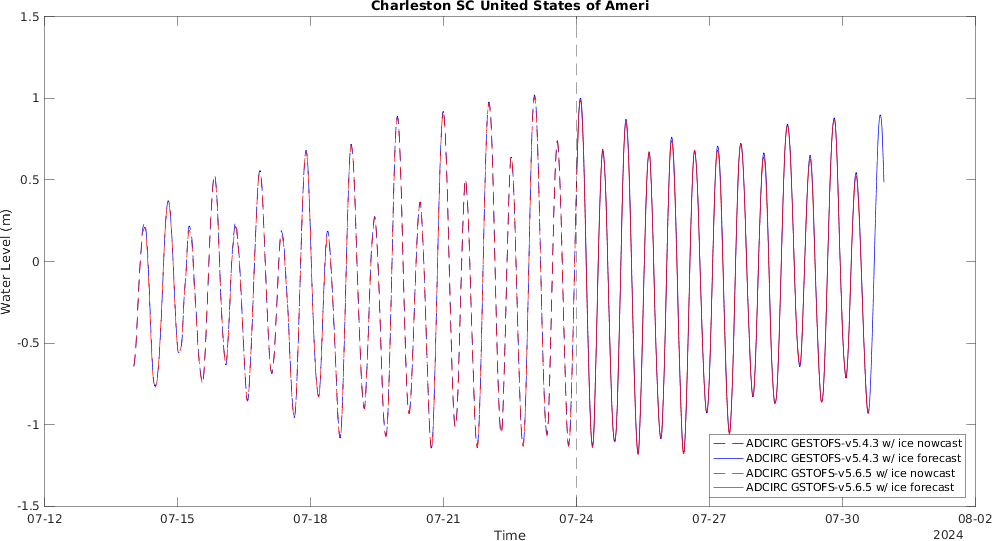 Charleston SC United States of Ameri
1.5
1
0.5
0
-0.5
-1
-1.5
Water Level (m)
07-12
07-15
07-18
07-21
07-24
07-27
07-30
08-02
Time
2024
ADCIRC GESTOFS-v5.4.3 w/ ice nowcast
ADCIRC GESTOFS-v5.4.3 w/ ice forecast
ADCIRC GSTOFS-v5.6.5 w/ ice nowcast
ADCIRC GSTOFS-v5.6.5 w/ ice forecast